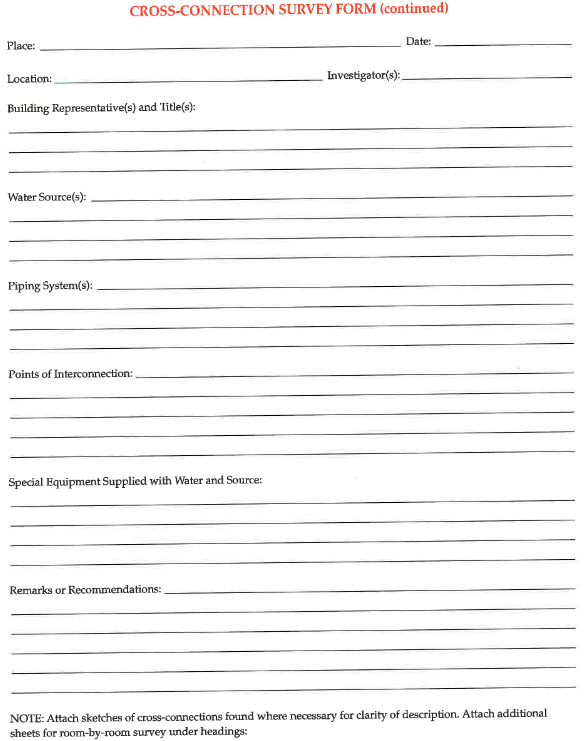 CROSS-CONNECTION SURVEY FORM (continued)
Place: Date:
Location: Investigator(s):
Building Representative(s) and Title(s):
Water Source(s):
Piping System(s):
Points of Interconnection:
Special Equipment Supplied with Water and Source:
Remarks or Recommendations:
NOTE: Attach sketches of cross-connections found where necessary for clarity of description. Attach additional
sheets for room-by-room survey under headings: